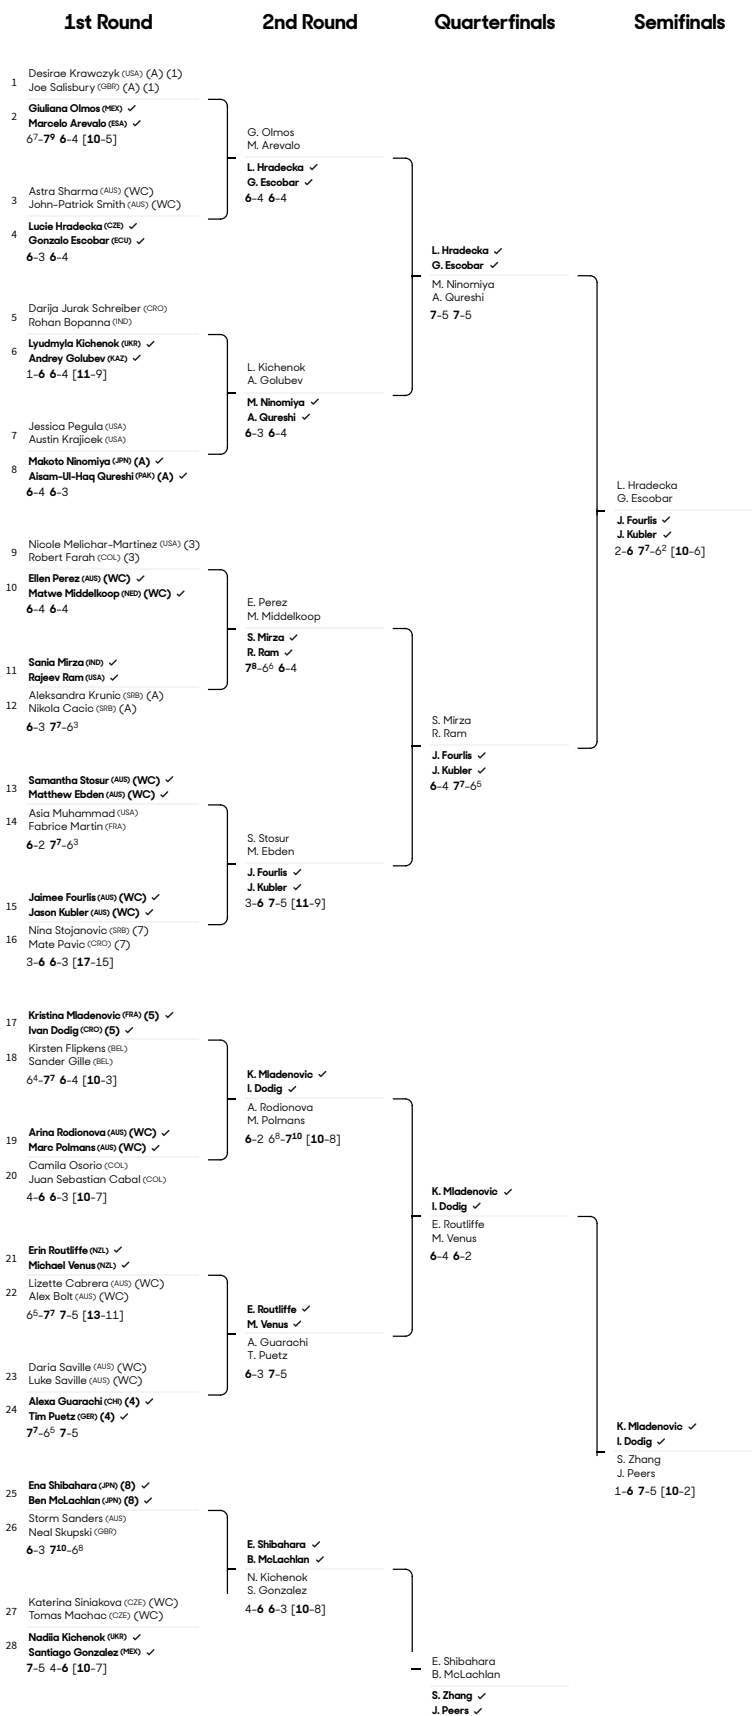 1st Round
2nd Round
Quarterfinals
Semifinals
1
Desirae Krawczyk (USA) (A) (1)
Joe Salisbury (GBR) (A) (1)
2
Giuliana Olmos (MEX) ✓
Marcelo Arevalo (ESA) ✓
6⁷-7⁹ 6-4 [10-5]
3
Astra Sharma (AUS) (WC)
John-Patrick Smith (AUS) (WC)
4
Lucie Hradecka (CZE) ✓
Gonzalo Escobar (ECU) ✓
6-3 6-4
5
Darija Jurak Schreiber (CRO)
Rohan Bopanna (IND)
6
Lyudmyla Kichenok (UKR) ✓
Andrey Golubev (KAZ) ✓
1-6 6-4 [11-9]
7
Jessica Pegula (USA)
Austin Krajicek (USA)
8
Makoto Ninomiya (JPN) (A) ✓
Aisam-Ul-Haq Qureshi (PAK) (A) ✓
6-4 6-3
9
Nicole Melichar-Martinez (USA) (3)
Robert Farah (COL) (3)
10
Ellen Perez (AUS) (WC) ✓
Matwe Middelkoop (NED) (WC) ✓
6-4 6-4
11
Sania Mirza (IND) ✓
Rajeev Ram (USA) ✓
12
Aleksandra Krunic (SRB) (A)
Nikola Cacic (SRB) (A)
6-3 7⁷-6³
13
Samantha Stosur (AUS) (WC) ✓
Matthew Ebden (AUS) (WC) ✓
14
Asia Muhammad (USA)
Fabrice Martin (FRA)
6-2 7⁷-6³
15
Jaimee Fourlis (AUS) (WC) ✓
Jason Kubler (AUS) (WC) ✓
16
Nina Stojanovic (SRB) (7)
Mate Pavic (CRO) (7)
3-6 6-3 [17-15]
17
Kristina Mladenovic (FRA) (5) ✓
Ivan Dodig (CRO) (5) ✓
18
Kirsten Flipkens (BEL)
Sander Gille (BEL)
6⁴-7⁷ 6-4 [10-3]
19
Arina Rodionova (AUS) (WC) ✓
Marc Polmans (AUS) (WC) ✓
20
Camila Osorio (COL)
Juan Sebastian Cabal (COL)
4-6 6-3 [10-7]
21
Erin Routliffe (NZL) ✓
Michael Venus (NZL) ✓
22
Lizette Cabrera (AUS) (WC)
Alex Bolt (AUS) (WC)
6⁵-7⁷ 7-5 [13-11]
23
Daria Saville (AUS) (WC)
Luke Saville (AUS) (WC)
24
Alexa Guarachi (CHI) (4) ✓
Tim Puetz (GER) (4) ✓
7⁷-6⁵ 7-5
25
Ena Shibahara (JPN) (8) ✓
Ben McLachlan (JPN) (8) ✓
26
Storm Sanders (AUS)
Neal Skupski (GBR)
6-3 7¹⁰-6⁸
27
Katerina Siniakova (CZE) (WC)
Tomas Machac (CZE) (WC)
28
Nadiia Kichenok (UKR) ✓
Santiago Gonzalez (MEX) ✓
7-5 4-6 [10-7]
G. Olmos
M. Arevalo
L. Hradecka ✓
G. Escobar ✓
6-4 6-4
L. Kichenok
A. Golubev
M. Ninomiya ✓
A. Qureshi ✓
6-3 6-4
E. Perez
M. Middelkoop
S. Mirza ✓
R. Ram ✓
7⁸-6⁶ 6-4
S. Stosur
M. Ebden
J. Fourlis ✓
J. Kubler ✓
3-6 7-5 [11-9]
K. Mladenovic ✓
I. Dodig ✓
A. Rodionova
M. Polmans
6-2 6⁸-7¹⁰ [10-8]
E. Routliffe ✓
M. Venus ✓
A. Guarachi
T. Puetz
6-3 7-5
E. Shibahara ✓
B. McLachlan ✓
N. Kichenok
S. Gonzalez
4-6 6-3 [10-8]
L. Hradecka ✓
G. Escobar ✓
M. Ninomiya
A. Qureshi
7-5 7-5
S. Mirza
R. Ram
J. Fourlis ✓
J. Kubler ✓
6-4 7⁷-6⁵
K. Mladenovic ✓
I. Dodig ✓
E. Routliffe
M. Venus
6-4 6-2
E. Shibahara
B. McLachlan
S. Zhang ✓
J. Peers ✓
L. Hradecka
G. Escobar
J. Fourlis ✓
J. Kubler ✓
2-6 7⁷-6² [10-6]
K. Mladenovic ✓
I. Dodig ✓
S. Zhang
J. Peers
1-6 7-5 [10-2]